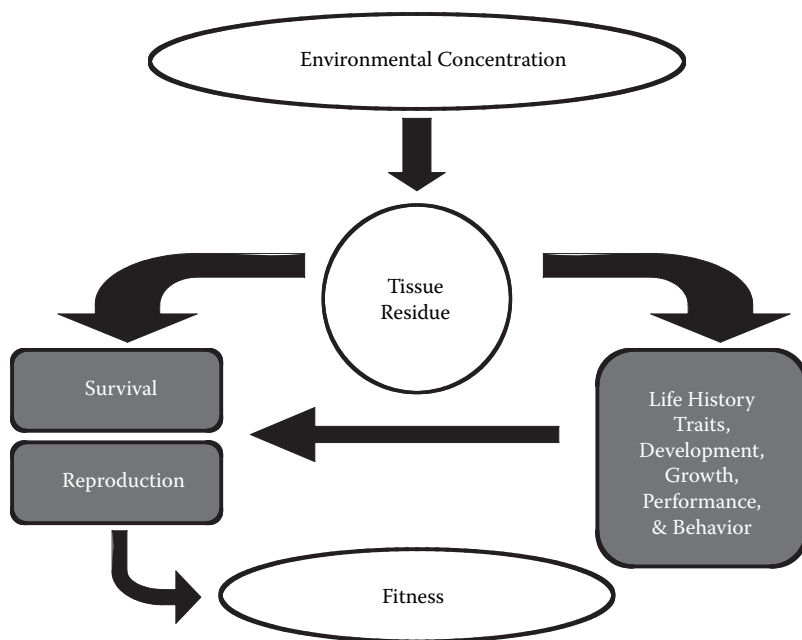 Environmental Concentration
Tissue
Residue
Survival
Reproduction
Life History
Traits,
Development,
Growth,
Performance,
& Behavior
Fitness